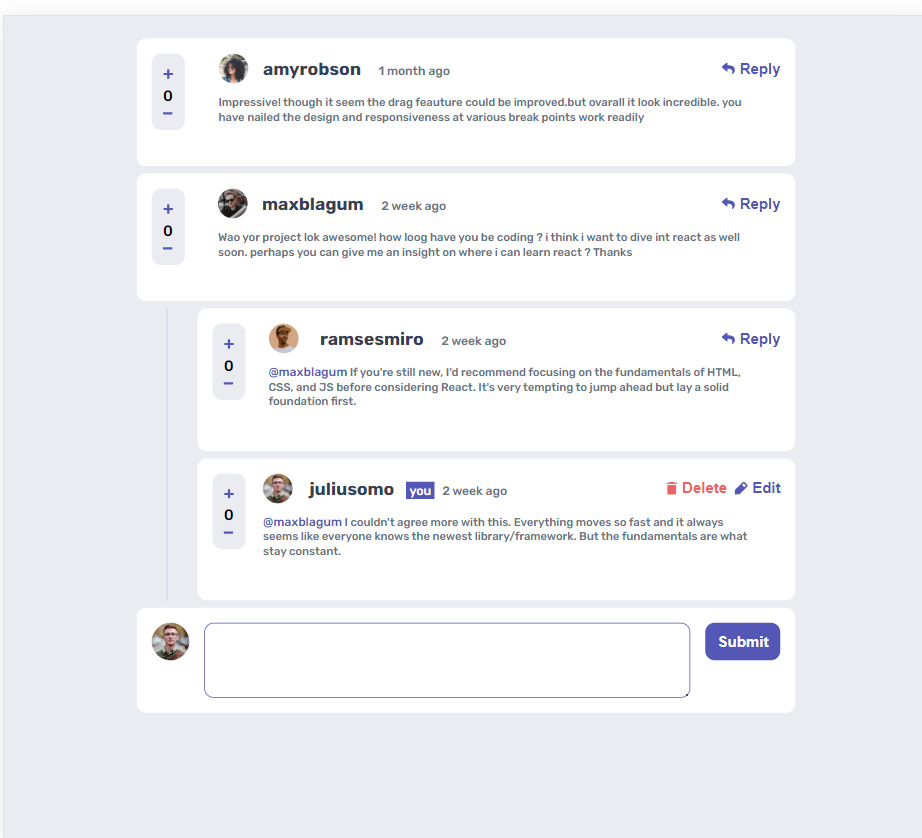 +
0
−
amyrobson 1 month ago Reply
Impressive! though it seem the drag feauture could be improved.but ovarall it look incredible. you
have nailed the design and responsiveness at various break points work readily
+
0
−
maxblagum 2 week ago Reply
Wao yor project lok awesome! how loog have you be coding ? i think i want to dive int react as well
soon. perhaps you can give me an insight on where i can learn react ? Thanks
+
0
−
ramsesmiro 2 week ago Reply
@maxblagum If you're still new, I'd recommend focusing on the fundamentals of HTML,
CSS, and JS before considering React. It's very tempting to jump ahead but lay a solid
foundation first.
+
0
−
juliusomo you 2 week ago Delete Edit
@maxblagum I couldn't agree more with this. Everything moves so fast and it always
seems like everyone knows the newest library/framework. But the fundamentals are what
stay constant.
Submit